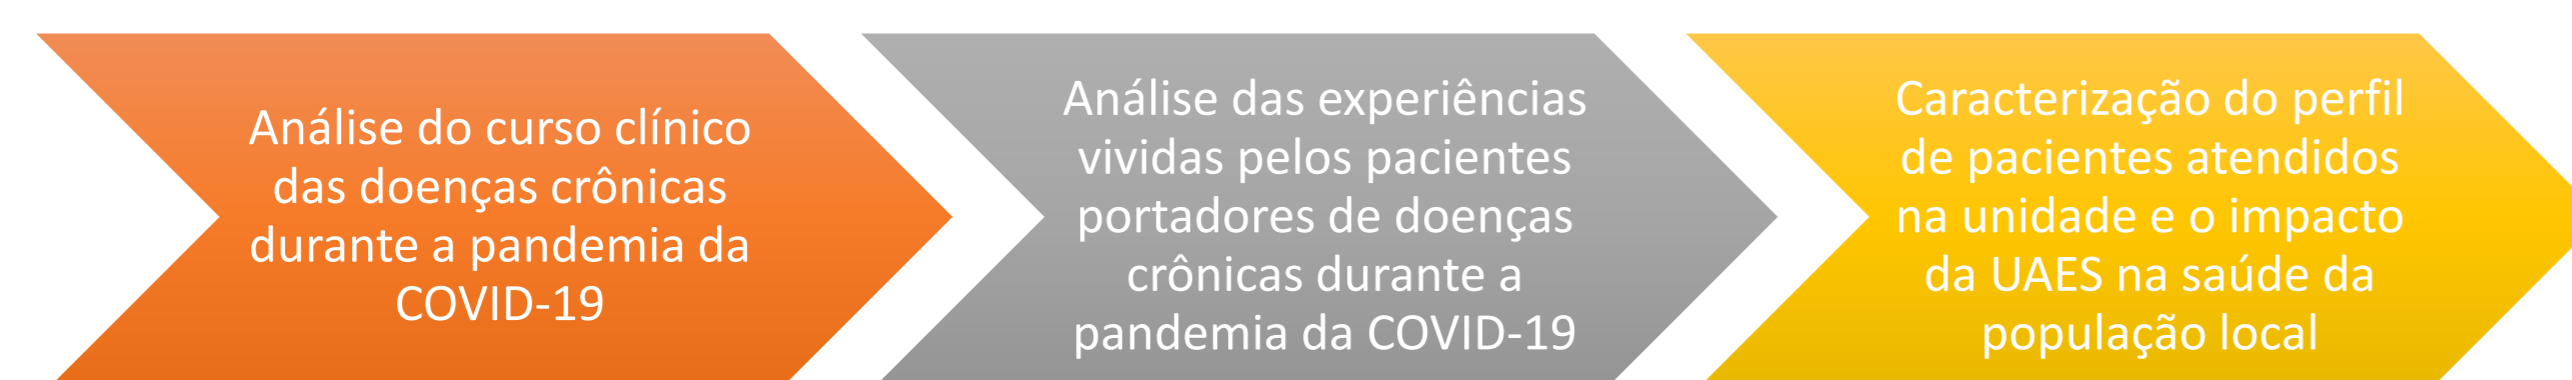 Análise do curso clínico
das doenças crônicas
durante a pandemia da
COVID-19
Análise das experiências
vividas pelos pacientes
portadores de doenças
crônicas durante a
pandemia da COVID-19
Caracterização do perfil
de pacientes atendidos
na unidade e o impacto
da UAES na saúde da
população local